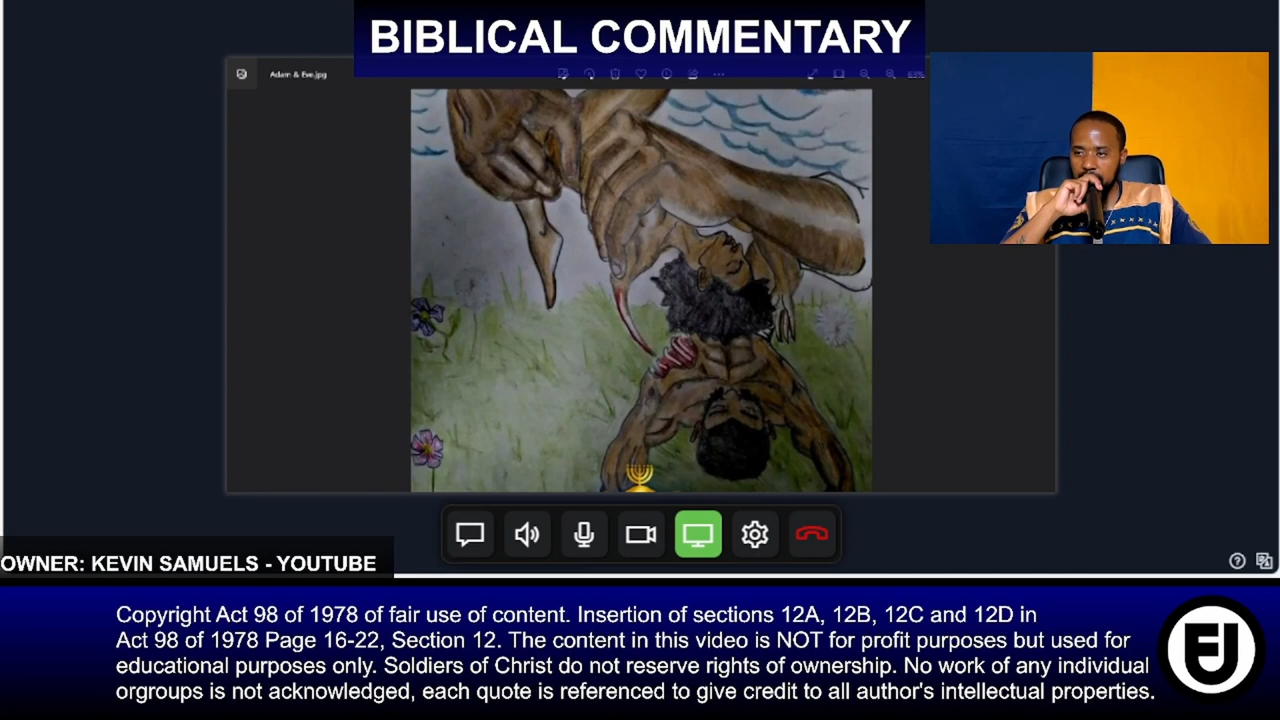 BIBLICAL COMMENTARY
Adam & Eve.jpg
OWNER: KEVIN SAMUELS - YOUTUBE
Copyright Act 98 of 1978 of fair use of content. Insertion of sections 12A, 12B, 12C and 12D in
Act 98 of 1978 Page 16-22, Section 12. The content in this video is NOT for profit purposes but used for
educational purposes only. Soldiers of Christ do not reserve rights of ownership. No work of any individual
orgroups is not acknowledged, each quote is referenced to give credit to all author's intellectual properties.